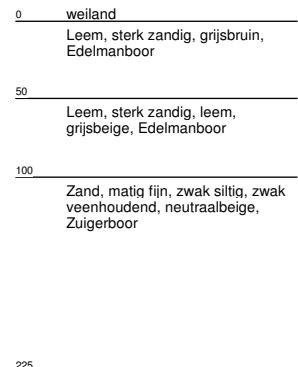 0 weiland
Leem, sterk zandig, grijsbruin,
Edelmanboor
50
Leem, sterk zandig, leem,
grijsbeige, Edelmanboor
100
Zand, matig fijn, zwak siltig, zwak
veenhoudend, neutraalbeige,
Zuigerboor
225